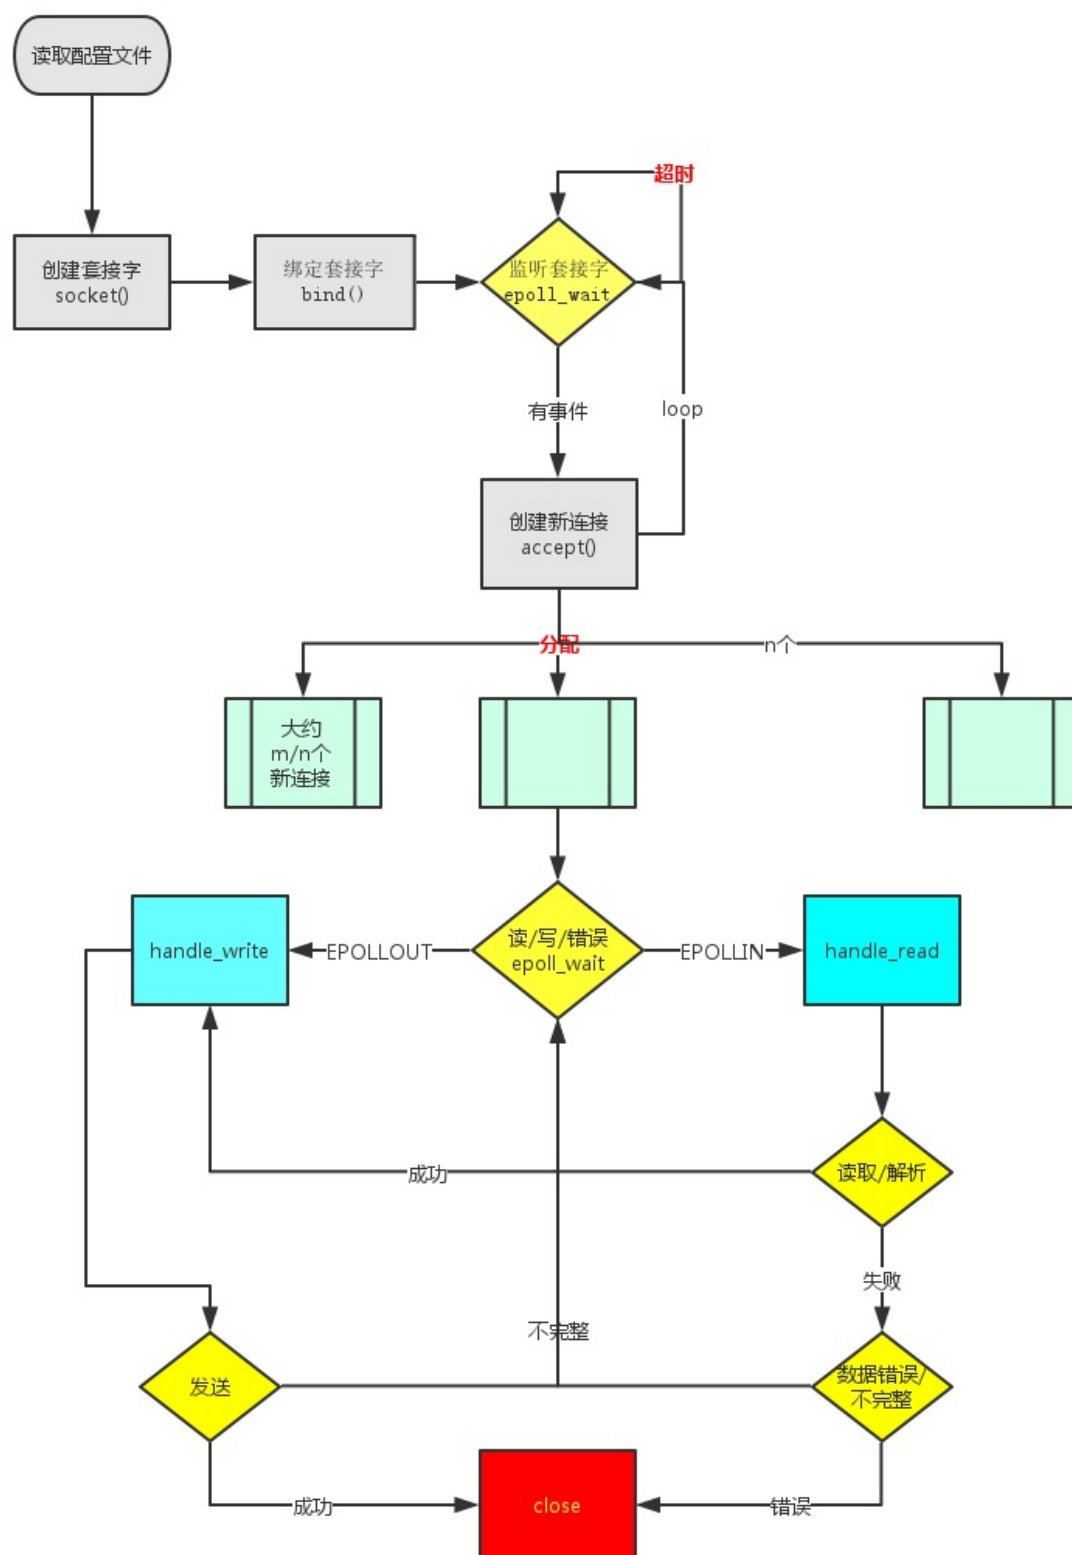 读取配置文件
超时
创建套接字
socket()
绑定套接字
bind()
监听套接字
epoll_wait
有事件
loop
创建新连接
accept()
分配
n个
大约
m/n个
新连接
handle_write
EPOLLOUT
读/写/错误
epoll_wait
EPOLLIN
handle_read
成功
读取/解析
失败
不完整
发送
数据错误/
不完整
成功
close
错误